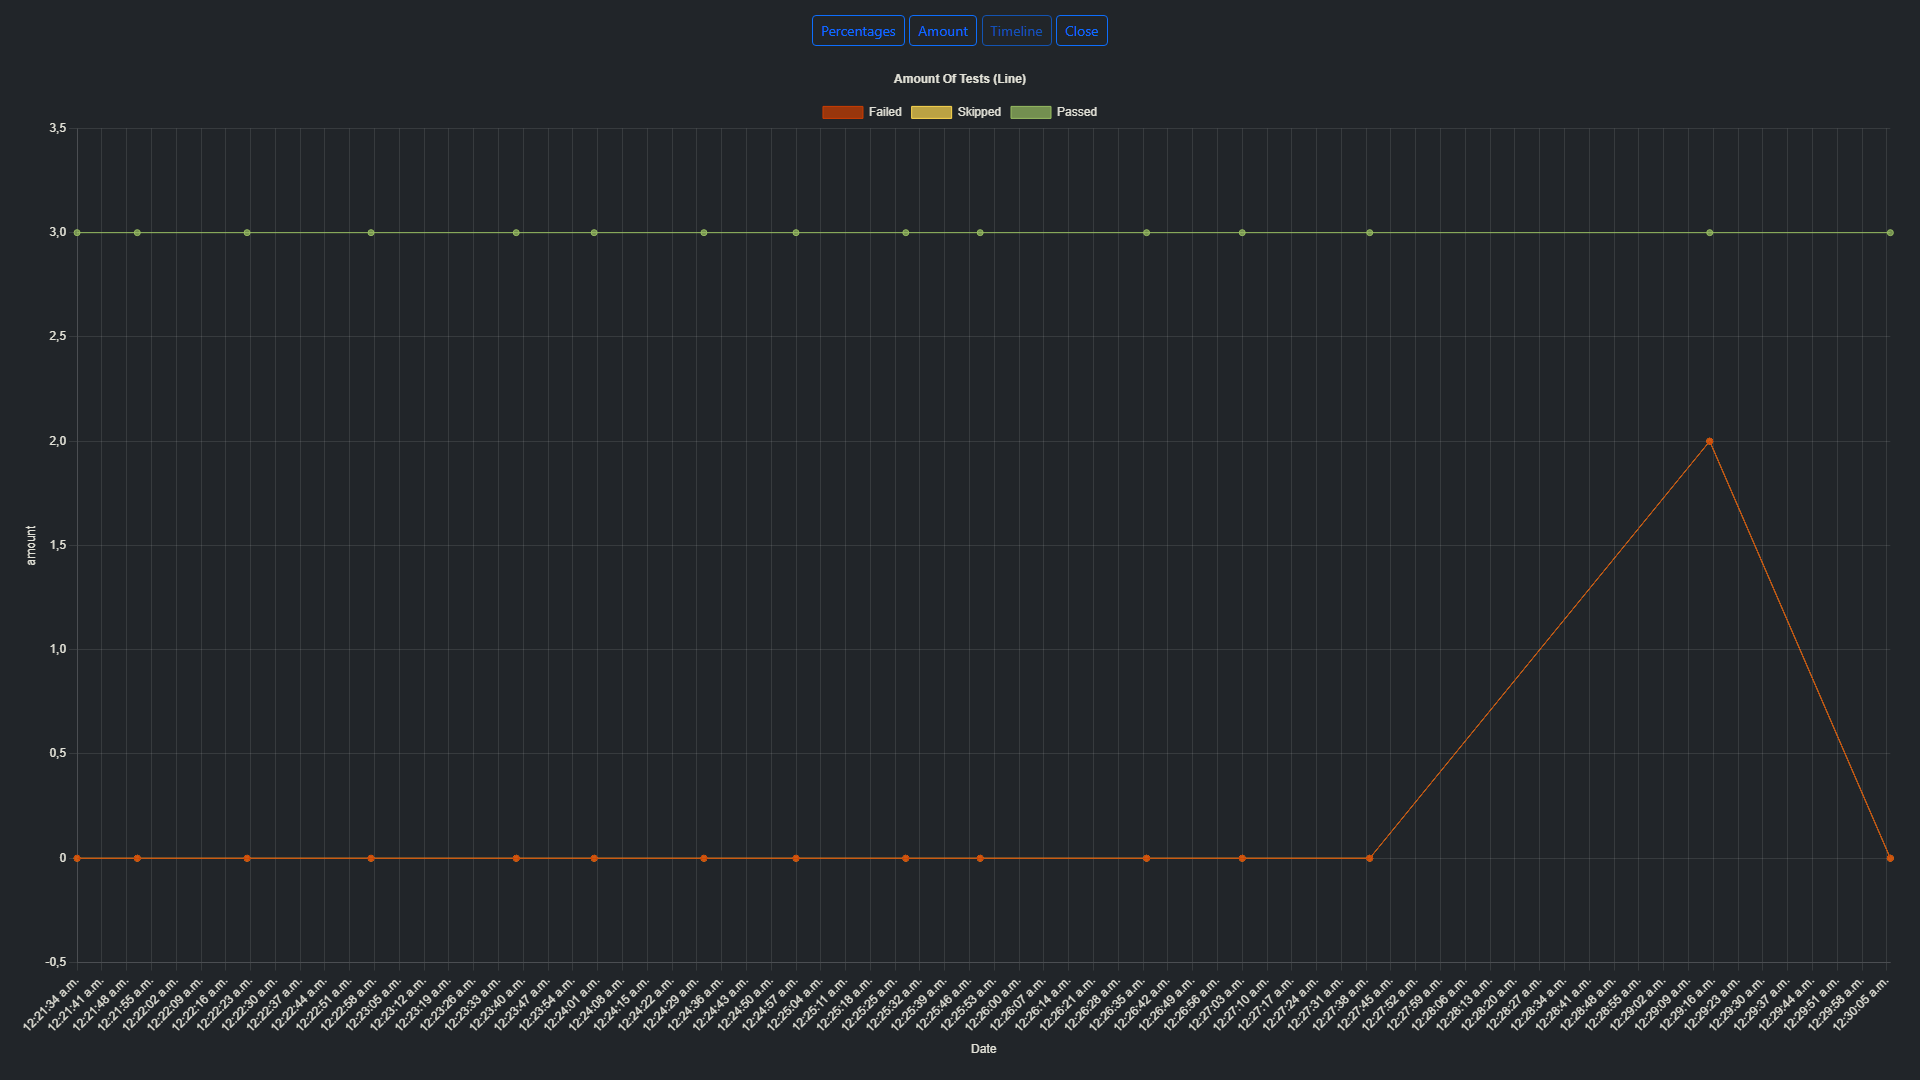 Percentages Amount Timeline Close
Amount Of Tests (Line)
Failed Skipped Passed
3,5
3,0
2,5
2,0
1,5
1,0
0,5
0
-0,5
amount
12:21:34 a.m. 12:21:41 a.m. 12:21:48 a.m. 12:21:55 a.m. 12:22:02 a.m. 12:22:09 a.m. 12:22:16 a.m. 12:22:23 a.m. 12:22:30 a.m. 12:22:37 a.m. 12:22:44 a.m. 12:22:51 a.m. 12:22:58 a.m. 12:23:05 a.m. 12:23:12 a.m. 12:23:19 a.m. 12:23:26 a.m. 12:23:33 a.m. 12:23:40 a.m. 12:23:47 a.m. 12:23:54 a.m. 12:24:01 a.m. 12:24:08 a.m. 12:24:15 a.m. 12:24:22 a.m. 12:24:29 a.m. 12:24:36 a.m. 12:24:43 a.m. 12:24:50 a.m. 12:24:57 a.m. 12:25:04 a.m. 12:25:11 a.m. 12:25:18 a.m. 12:25:25 a.m. 12:25:32 a.m. 12:25:39 a.m. 12:25:46 a.m. 12:25:53 a.m. 12:26:00 a.m. 12:26:07 a.m. 12:26:14 a.m. 12:26:21 a.m. 12:26:28 a.m. 12:26:35 a.m. 12:26:42 a.m. 12:26:49 a.m. 12:26:56 a.m. 12:27:03 a.m. 12:27:10 a.m. 12:27:17 a.m. 12:27:24 a.m. 12:27:31 a.m. 12:27:38 a.m. 12:27:45 a.m. 12:27:52 a.m. 12:27:59 a.m. 12:28:06 a.m. 12:28:13 a.m. 12:28:20 a.m. 12:28:27 a.m. 12:28:34 a.m. 12:28:41 a.m. 12:28:48 a.m. 12:28:55 a.m. 12:29:02 a.m. 12:29:09 a.m. 12:29:16 a.m. 12:29:23 a.m. 12:29:30 a.m. 12:29:37 a.m. 12:29:44 a.m. 12:29:51 a.m. 12:29:58 a.m. 12:30:05 a.m.
Date